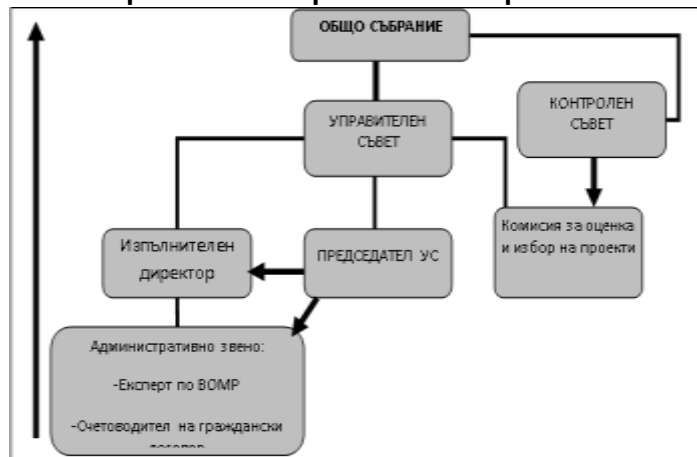 ОБЩО СЪБРАНИЕ
УПРАВИТЕЛЕН
СЪВЕТ
КОНТРОЛЕН
СЪВЕТ
Комисия за оценка
и избор на проекти
Изпълнителен
директор
ПРЕДСЕДАТЕЛ УС
Административно звено:
-Експерт по ВОМР
-Счетоводител на граждански